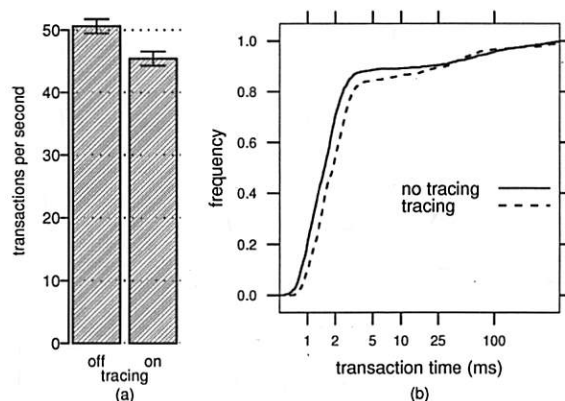 transactions per second
50
40
30
20
10
0
off
on
tracing
(a)
frequency
1.0
0.8
0.6
0.4
0.2
0.0
no tracing
tracing
1
2
5
10
25
100
transaction time (ms)
(b)